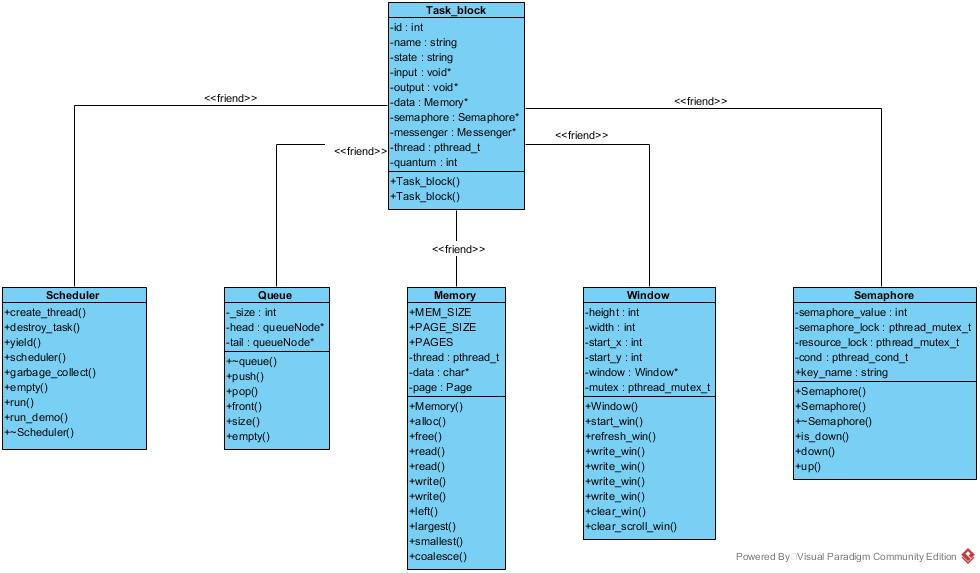 Task_block
-id : int
-name : string
-state : string
-input : void*
-output : void*
-data : Memory*
-semaphore : Semaphore*
-messenger : Messenger*
-thread : pthread_t
-quantum : int
+Task_block()
+Task_block()
<<friend>>
<<friend>>
<<friend>>
<<friend>>
<<friend>>
Scheduler
+create_thread()
+destroy_task()
+yield()
+scheduler()
+garbage_collect()
+empty()
+run()
+run_demo()
+~Scheduler()
Queue
-_size : int
-head : queueNode*
-tail : queueNode*
+~queue()
+push()
+pop()
+front()
+size()
+empty()
Memory
+MEM_SIZE
+PAGE_SIZE
+PAGES
-thread : pthread_t
-data : char*
-page : Page
+Memory()
+alloc()
+free()
+read()
+read()
+write()
+write()
+left()
+largest()
+smallest()
+coalesce()
Window
-height : int
-width : int
-start_x : int
-start_y : int
-window : Window*
-mutex : pthread_mutex_t
+Window()
+start_win()
+refresh_win()
+write_win()
+write_win()
+write_win()
+write_win()
+clear_win()
+clear_scroll_win()
Semaphore
-semaphore_value : int
-semaphore_lock : pthread_mutex_t
-resource_lock : pthread_mutex_t
-cond : pthread_cond_t
+key_name : string
+Semaphore()
+Semaphore()
+~Semaphore()
+is_down()
+down()
+up()
Powered By Visual Paradigm Community Edition